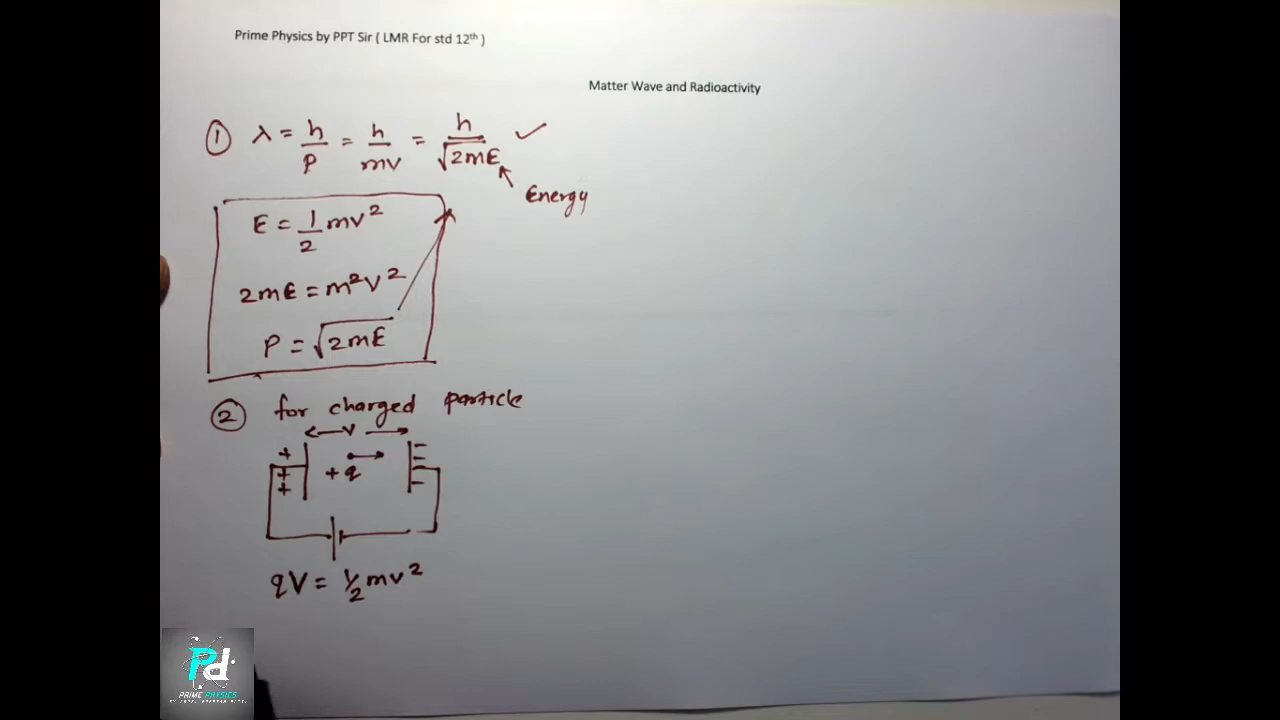 Prime Physics by PPT Sir ( LMR For std 12th )
Matter Wave and Radioactivity
① λ = h/P = h/mv = h/√2mE ✓
Energy
E = 1/2 mv²
2mE = m²v²
P = √2mE
② for charged particle
← V →
+ + +
+q
− − − −
qV = ½mv²
Pd
PRIME PHYSICS